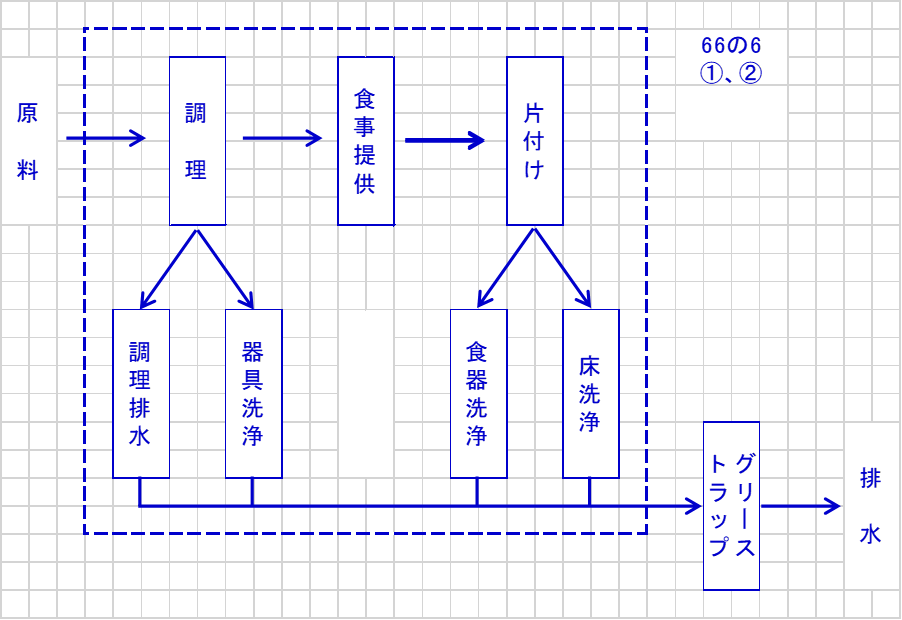 66の6
①、②
原料
調理
食事提供
片付け
調理排水
器具洗浄
食器洗浄
床洗浄
グリース
トラップ
排水